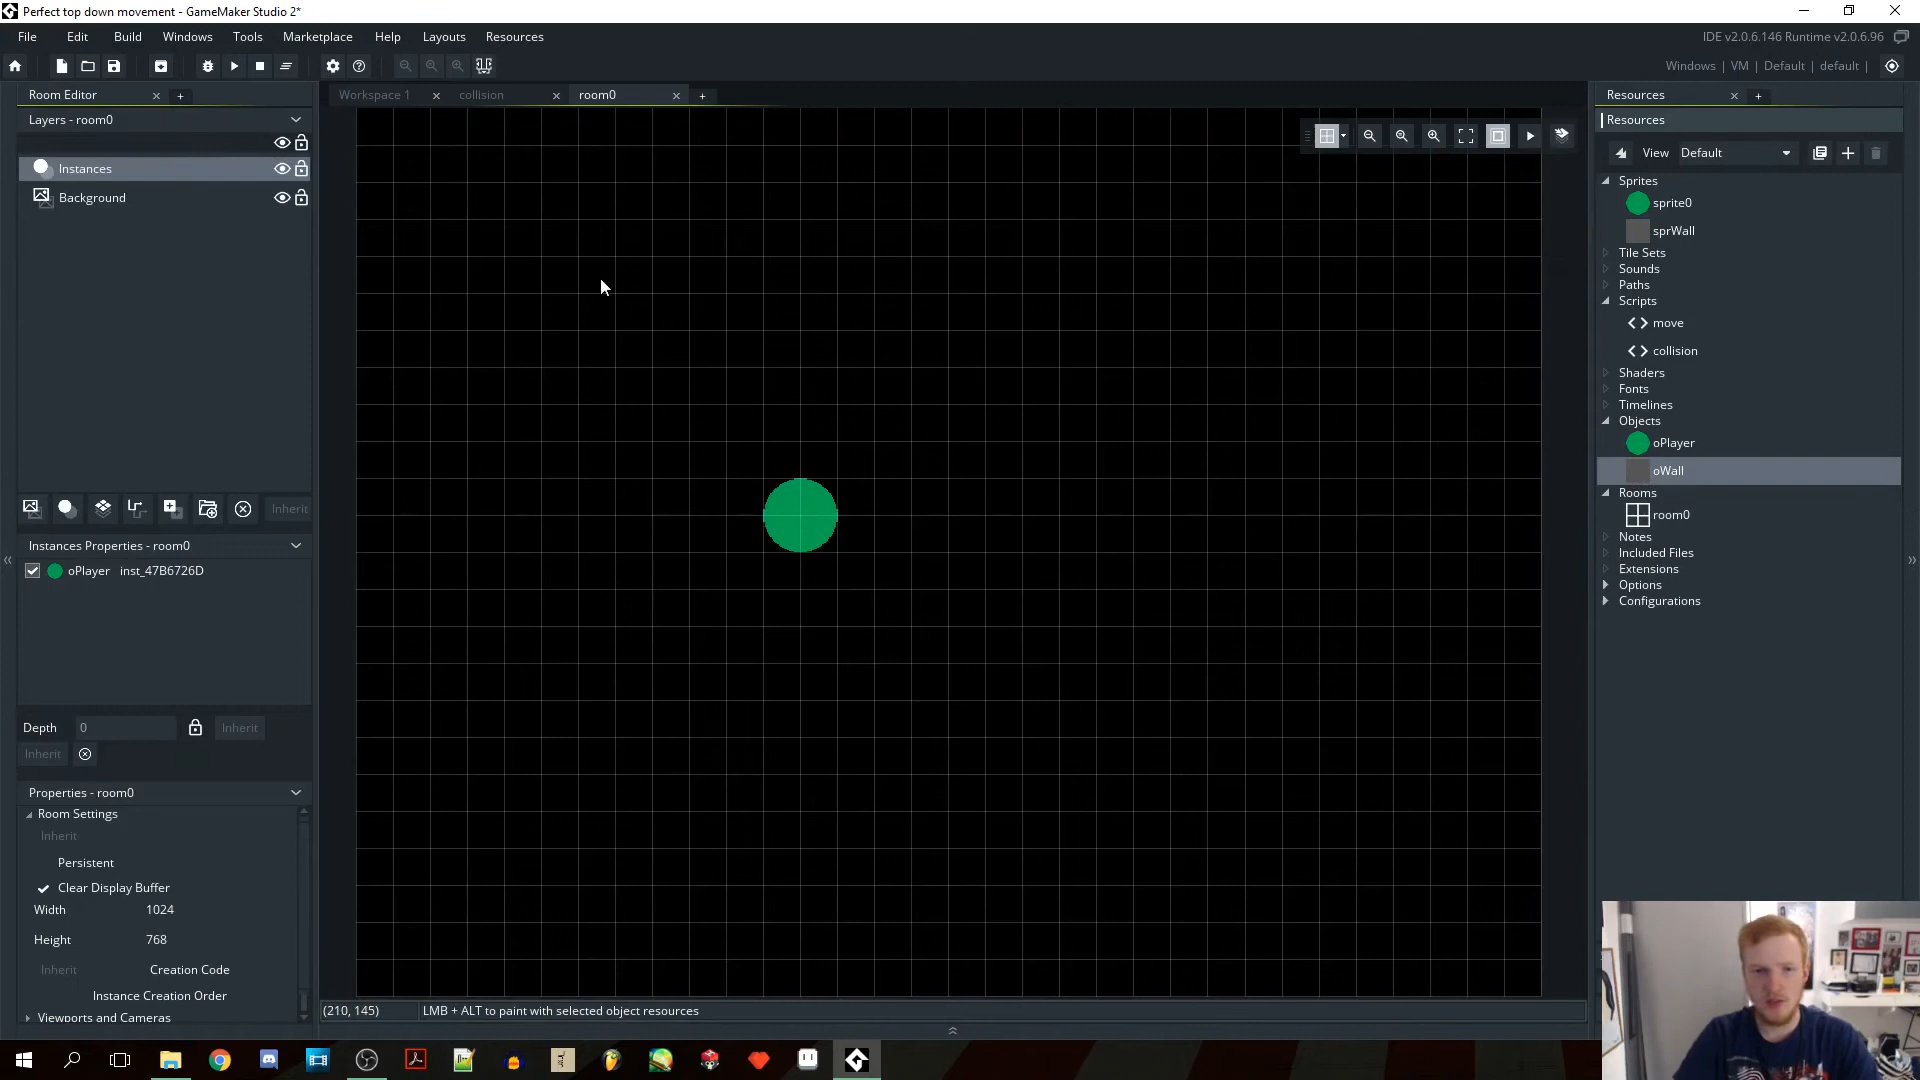 Perfect top down movement - GameMaker Studio 2*
File Edit Build Windows Tools Marketplace Help Layouts Resources
IDE v2.0.6.146 Runtime v2.0.6.96
Windows | VM | Default | default |
Room Editor
Workspace 1
collision
room0
Resources
Layers - room0
Resources
Instances
Background
View Default
Sprites
sprite0
sprWall
Tile Sets
Sounds
Paths
Scripts
move
collision
Shaders
Fonts
Timelines
Objects
oPlayer
oWall
Rooms
room0
Notes
Included Files
Extensions
Options
Configurations
Inherit
Instances Properties - room0
oPlayer inst_47B6726D
Depth 0 Inherit
Inherit
Properties - room0
Room Settings
Inherit
Persistent
Clear Display Buffer
Width 1024
Height 768
Inherit Creation Code
Instance Creation Order
Viewports and Cameras
(210, 145) LMB + ALT to paint with selected object resources